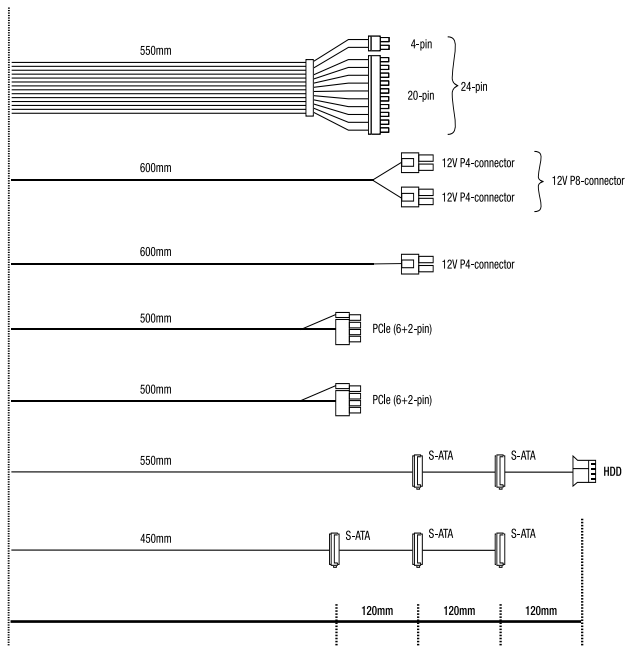 550mm
4-pin
20-pin
24-pin
600mm
12V P4-connector
12V P4-connector
12V P8-connector
600mm
12V P4-connector
500mm
PCIe (6+2-pin)
500mm
PCIe (6+2-pin)
550mm
S-ATA
S-ATA
HDD
450mm
S-ATA
S-ATA
S-ATA
120mm
120mm
120mm